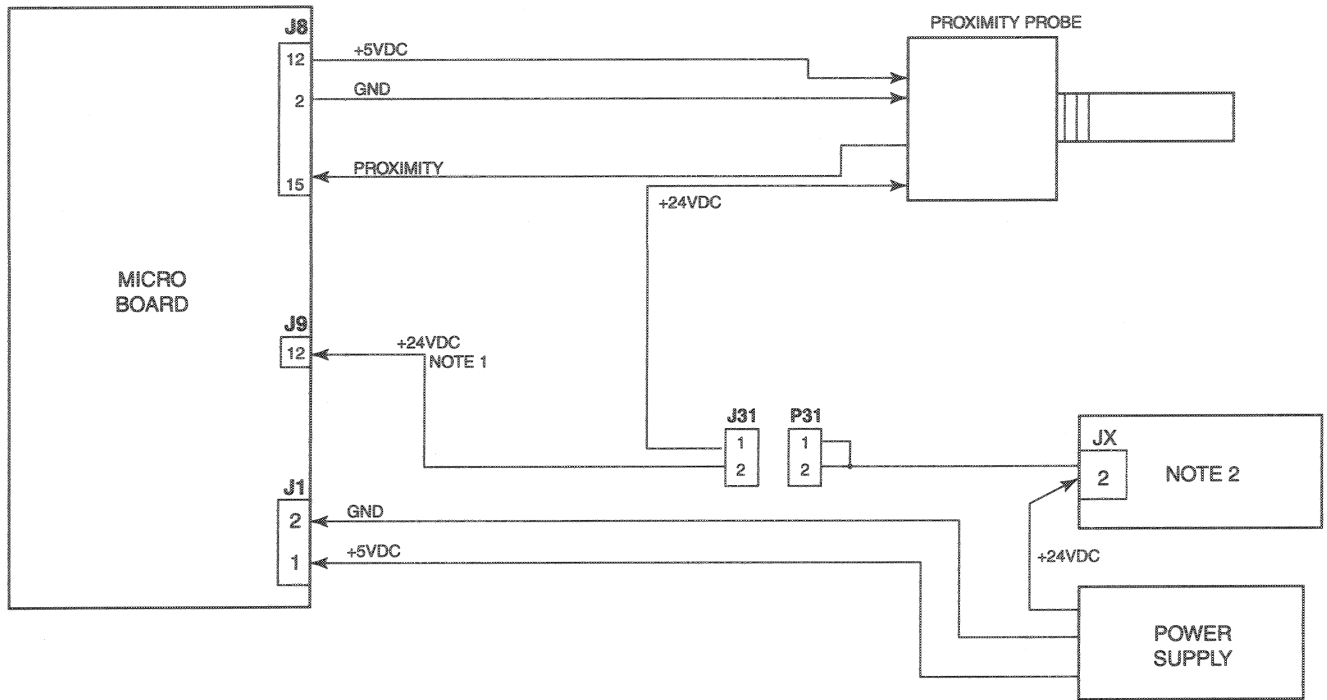 PROXIMITY PROBE
J8
12
+5VDC
2
GND
15
PROXIMITY
+24VDC
MICRO
BOARD
J9
12
+24VDC
NOTE 1
J31
1
2
P31
1
2
JX
2
NOTE 2
J1
2
GND
1
+5VDC
+24VDC
POWER
SUPPLY